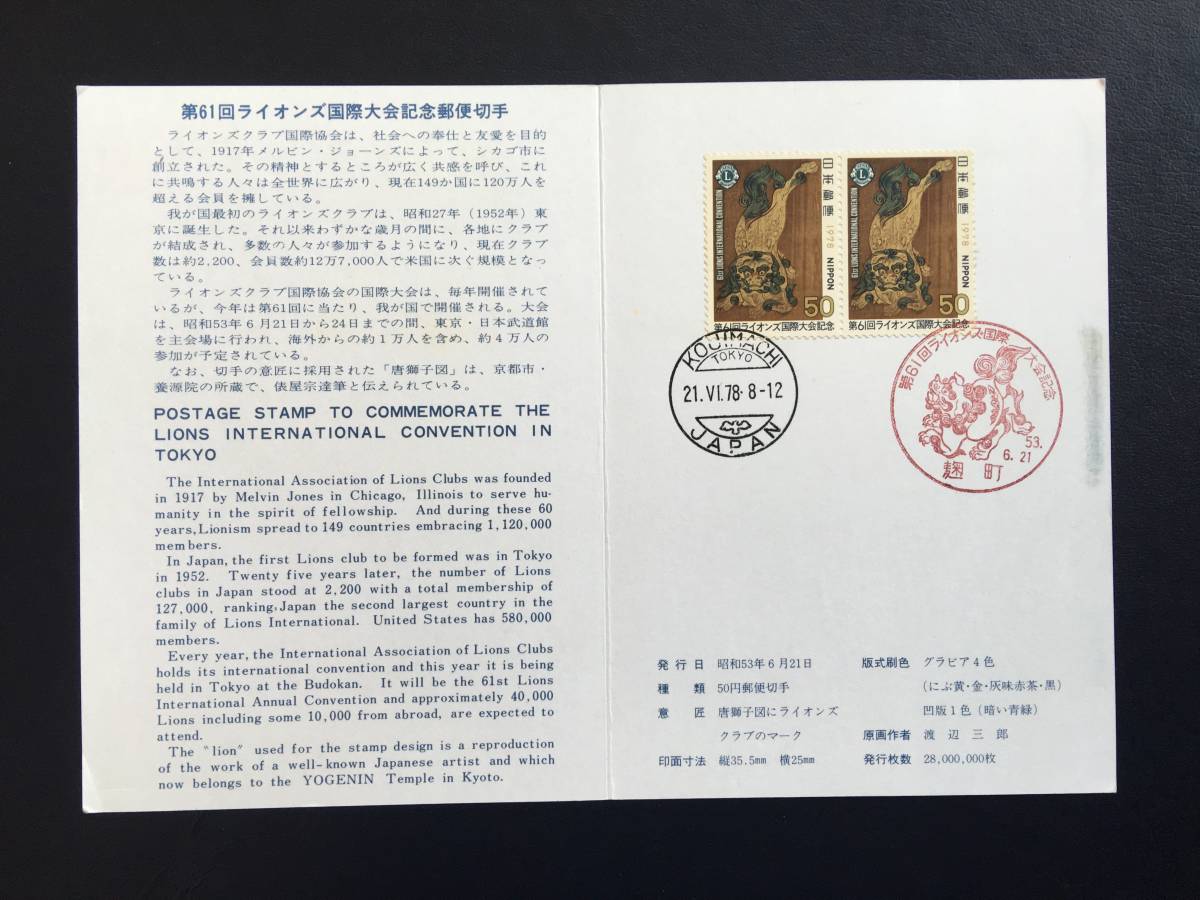 第61回ライオンズ国際大会記念郵便切手
ライオンズクラブ国際協会は、社会への奉仕と友愛を目的
として、1917年メルビン・ジョーンズによって、シカゴ市に
創立された。その精神とするところが広く共感を呼び、これ
に共鳴する人々は全世界に広がり、現在149か国に120万人を
超える会員を擁している。
我が国最初のライオンズクラブは、昭和27年（1952年）東
京に誕生した。それ以来わずかな歳月の間に、各地にクラブ
が結成され、多数の人々が参加するようになり、現在クラブ
数は約2,200、会員数約12万7,000人で米国に次ぐ規模となっ
ている。
ライオンズクラブ国際協会の国際大会は、毎年開催されて
いるが、今年は第61回に当たり、我が国で開催される。大会
は、昭和53年6月21日から24日までの間、東京・日本武道館
を主会場に行われ、海外からの約1万人を含め、約4万人の
参加が予定されている。
なお、切手の意匠に採用された「唐獅子図」は、京都市・
養源院の所蔵で、俵屋宗達筆と伝えられている。
POSTAGE STAMP TO COMMEMORATE THE
LIONS INTERNATIONAL CONVENTION IN
TOKYO
The International Association of Lions Clubs was founded
in 1917 by Melvin Jones in Chicago, Illinois to serve hu-
manity in the spirit of fellowship. And during these 60
years, Lionism spread to 149 countries embracing 1,120,000
members.
In Japan, the first Lions club to be formed was in Tokyo
in 1952. Twenty five years later, the number of Lions
clubs in Japan stood at 2,200 with a total membership of
127,000, ranking Japan the second largest country in the
family of Lions International. United States has 580,000
members.
Every year, the International Association of Lions Clubs
holds its international convention and this year it is being
held in Tokyo at the Budokan. It will be the 61st Lions
International Annual Convention and approximately 40,000
Lions including some 10,000 from abroad, are expected to
attend.
The "lion" used for the stamp design is a reproduction
of the work of a well-known Japanese artist and which
now belongs to the YOGENIN Temple in Kyoto.
L
61ST LIONS INTERNATIONAL CONVENTION
日本郵便 1978 NIPPON
50
第61回ライオンズ国際大会記念
L
61ST LIONS INTERNATIONAL CONVENTION
日本郵便 1978 NIPPON
50
第61回ライオンズ国際大会記念
KOJIMACHI
TOKYO
21.VI.78・8-12
JAPAN
第61回ライオンズ国際大会記念
53.
6.21
麹町
発行日 昭和53年6月21日
種類 50円郵便切手
意匠 唐獅子図にライオンズ
クラブのマーク
印面寸法 縦35.5mm 横25mm
版式刷色 グラビア4色
（にぶ黄・金・灰味赤茶・黒）
凹版1色（暗い青緑）
原画作者 渡辺三郎
発行枚数 28,000,000枚